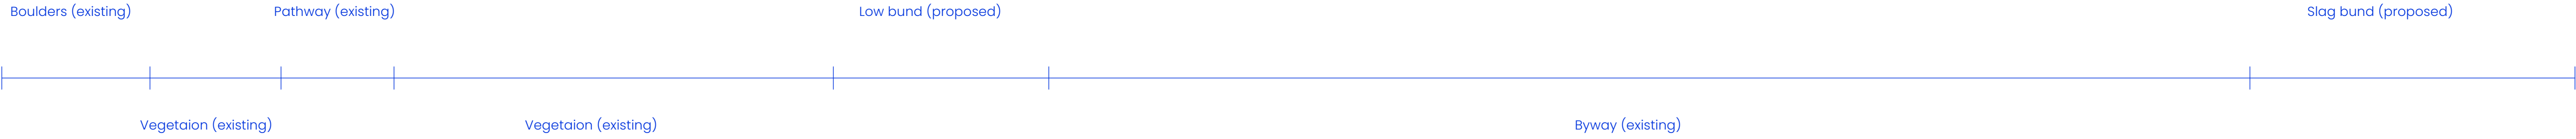 Boulders (existing)
Pathway (existing)
Low bund (proposed)
Slag bund (proposed)
Vegetaion (existing)
Vegetaion (existing)
Byway (existing)